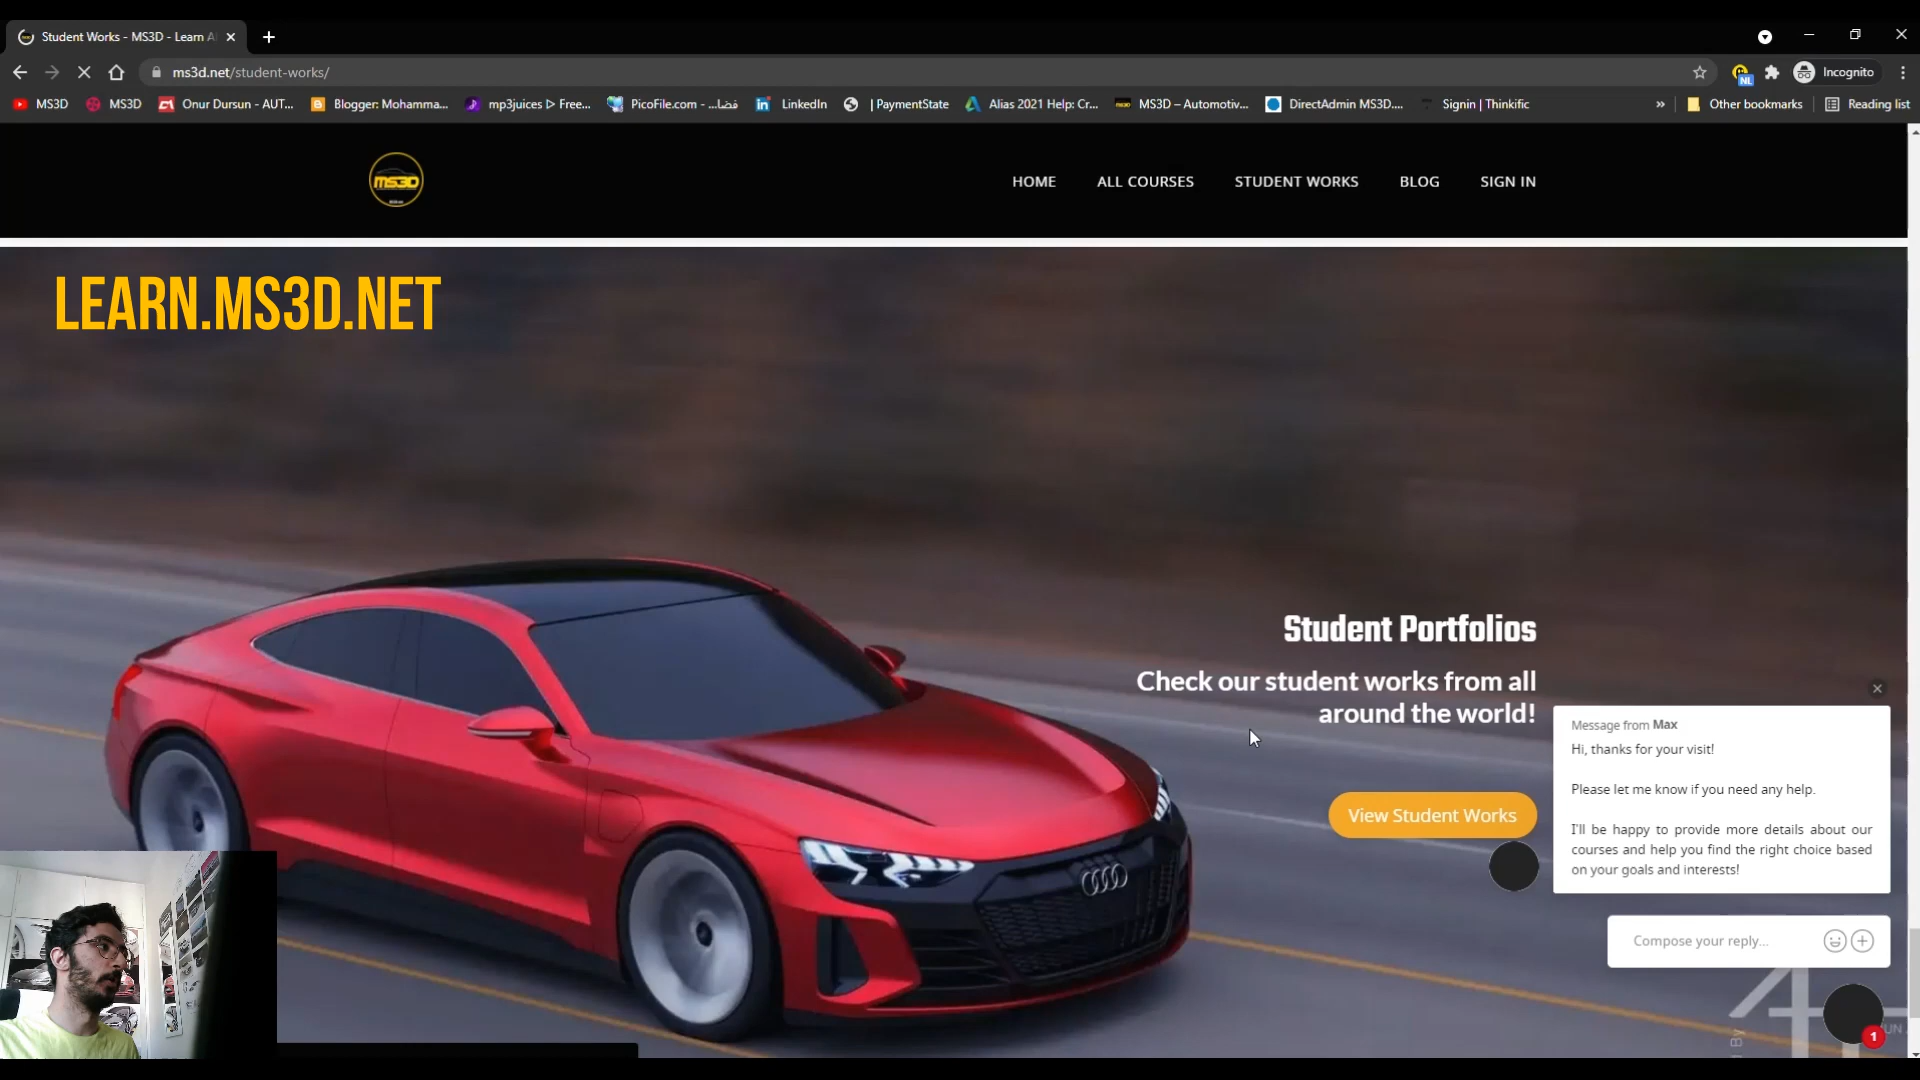 Student Works - MS3D - Learn A
ms3d.net/student-works/
NL
Incognito
MS3D
MS3D
Onur Dursun - AUT...
Blogger: Mohamma...
mp3juices ᐅ Free...
PicoFile.com - ...فضا
LinkedIn
| PaymentState
Alias 2021 Help: Cr...
MS3D – Automotiv...
DirectAdmin MS3D....
Signin | Thinkific
»
Other bookmarks
Reading list
MS3D
HOME
ALL COURSES
STUDENT WORKS
BLOG
SIGN IN
LEARN.MS3D.NET
Student Portfolios
Check our student works from all
around the world!
View Student Works
Message from Max
Hi, thanks for your visit!
Please let me know if you need any help.
I'll be happy to provide more details about our
courses and help you find the right choice based
on your goals and interests!
Compose your reply...
1